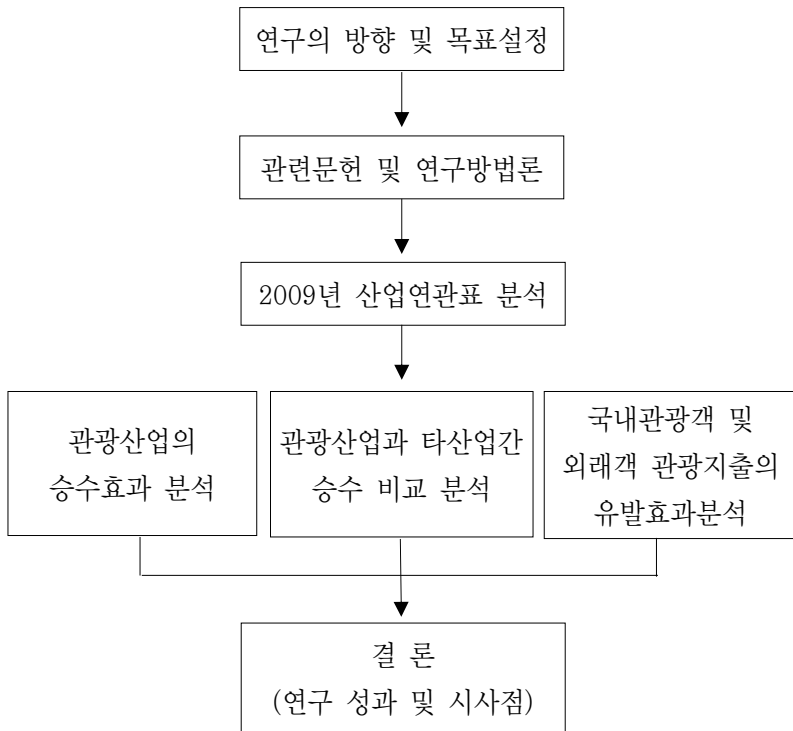 연구의 방향 및 목표설정
관련문헌 및 연구방법론
2009년 산업연관표 분석
관광산업의
승수효과 분석
관광산업과 타산업간
승수 비교 분석
국내관광객 및
외래객 관광지출의
유발효과분석
결 론
(연구 성과 및 시사점)